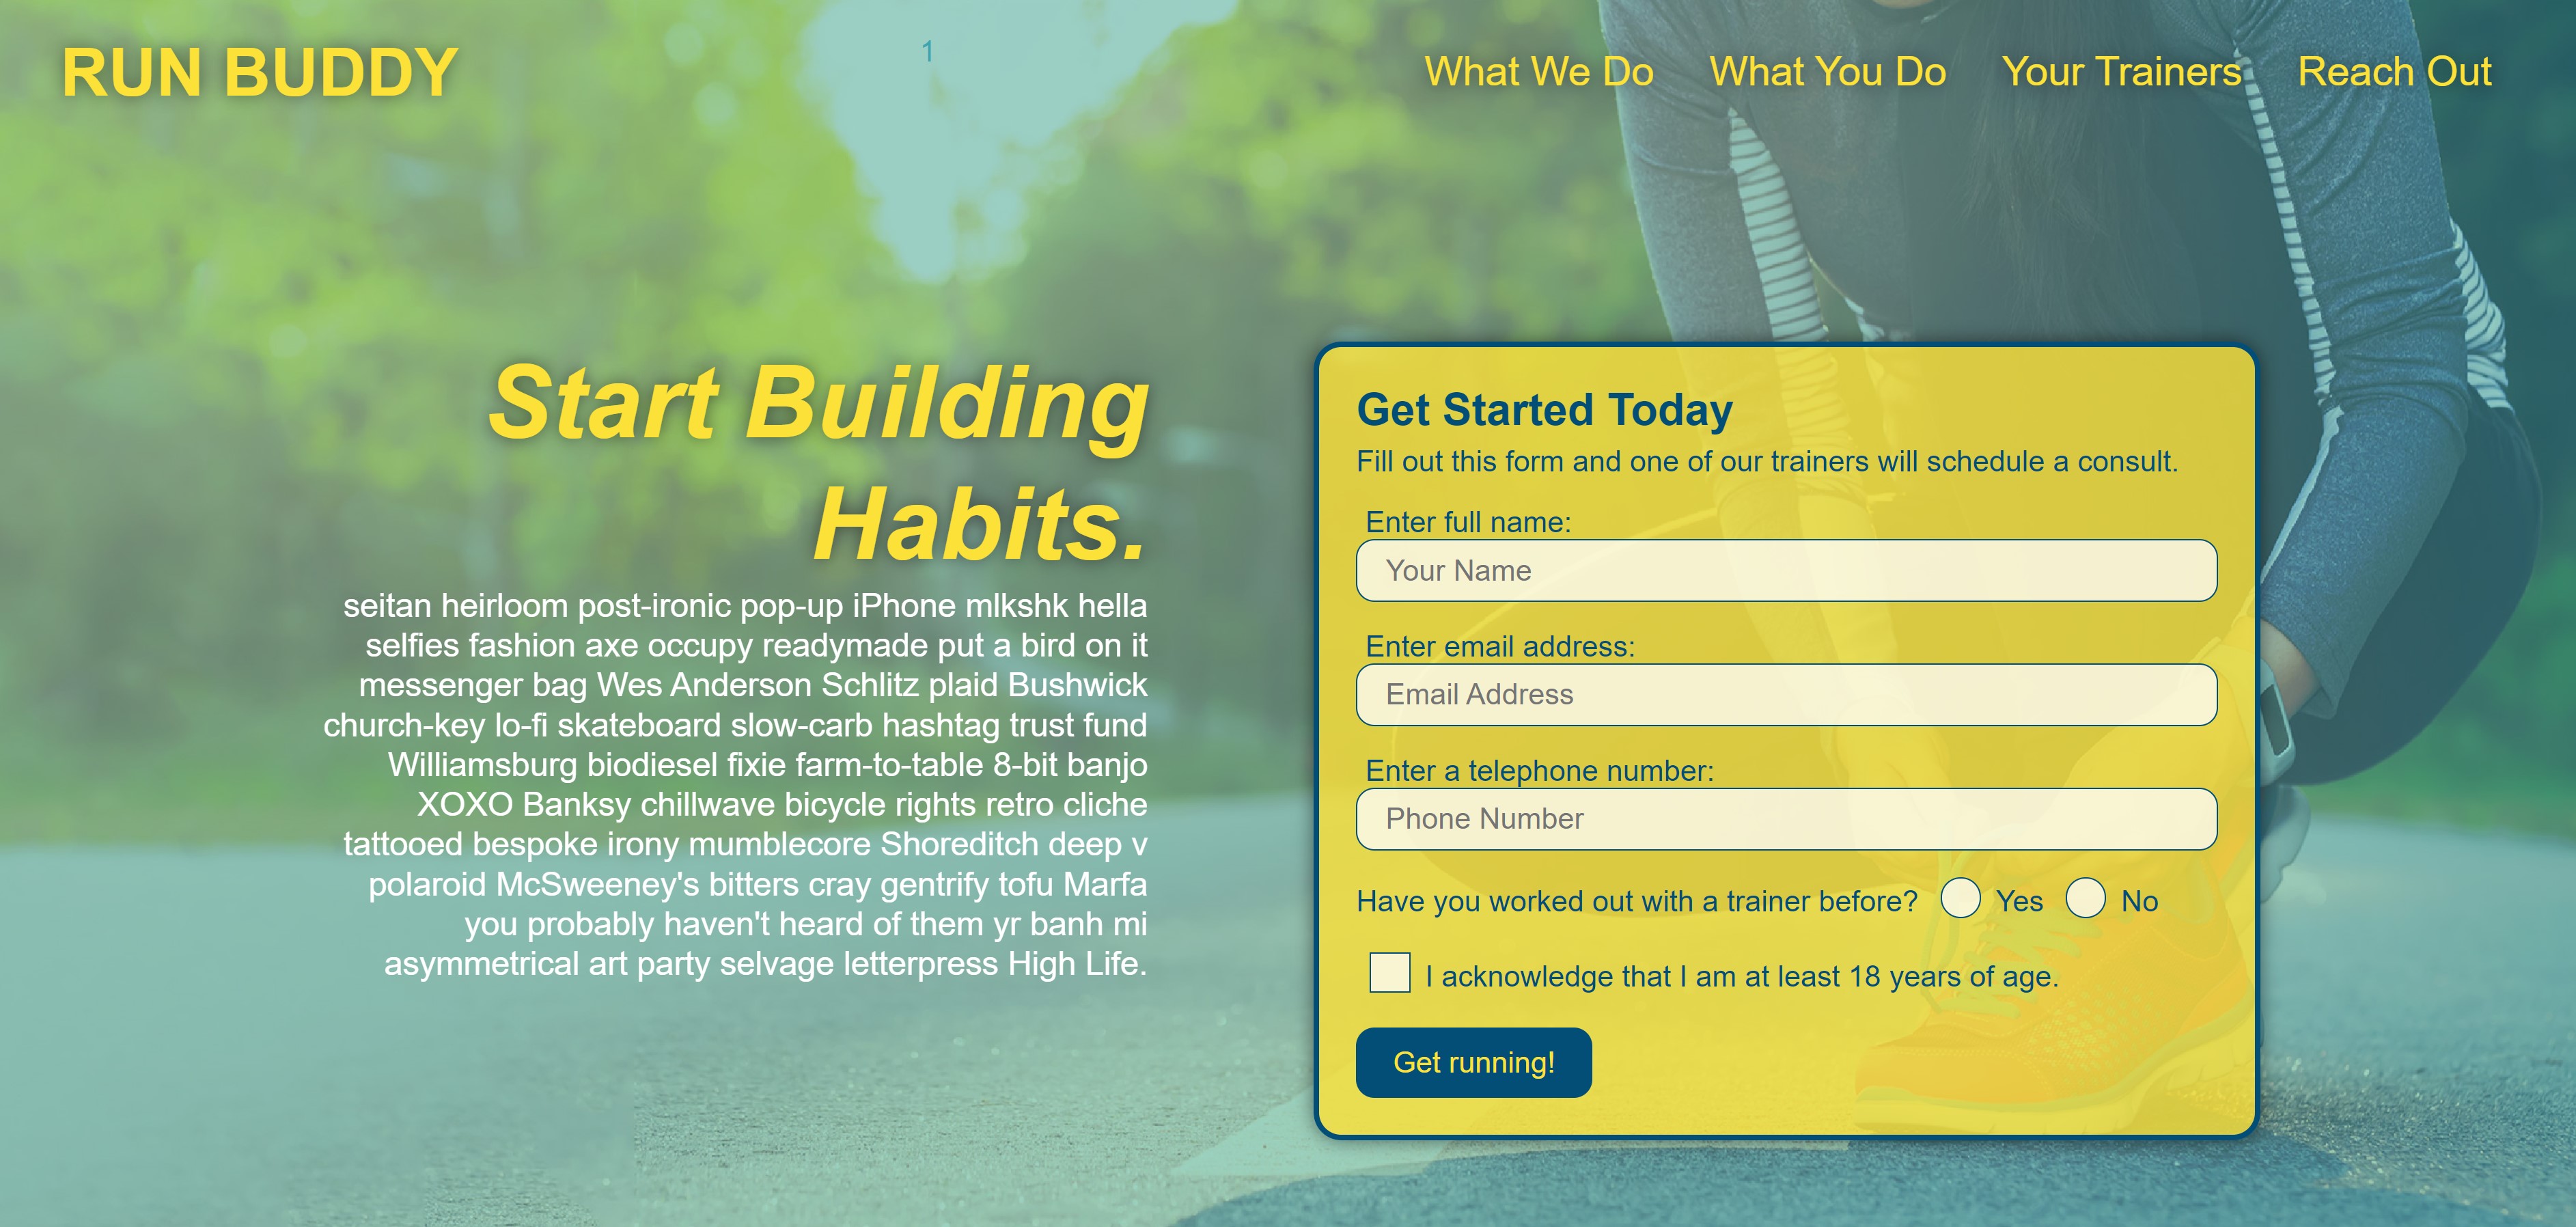 RUN BUDDY
1
What We Do
What You Do
Your Trainers
Reach Out
Start Building
Habits.
seitan heirloom post-ironic pop-up iPhone mlkshk hella
selfies fashion axe occupy readymade put a bird on it
messenger bag Wes Anderson Schlitz plaid Bushwick
church-key lo-fi skateboard slow-carb hashtag trust fund
Williamsburg biodiesel fixie farm-to-table 8-bit banjo
XOXO Banksy chillwave bicycle rights retro cliche
tattooed bespoke irony mumblecore Shoreditch deep v
polaroid McSweeney's bitters cray gentrify tofu Marfa
you probably haven't heard of them yr banh mi
asymmetrical art party selvage letterpress High Life.
Get Started Today
Fill out this form and one of our trainers will schedule a consult.
Enter full name:
Your Name
Enter email address:
Email Address
Enter a telephone number:
Phone Number
Have you worked out with a trainer before? Yes No
I acknowledge that I am at least 18 years of age.
Get running!